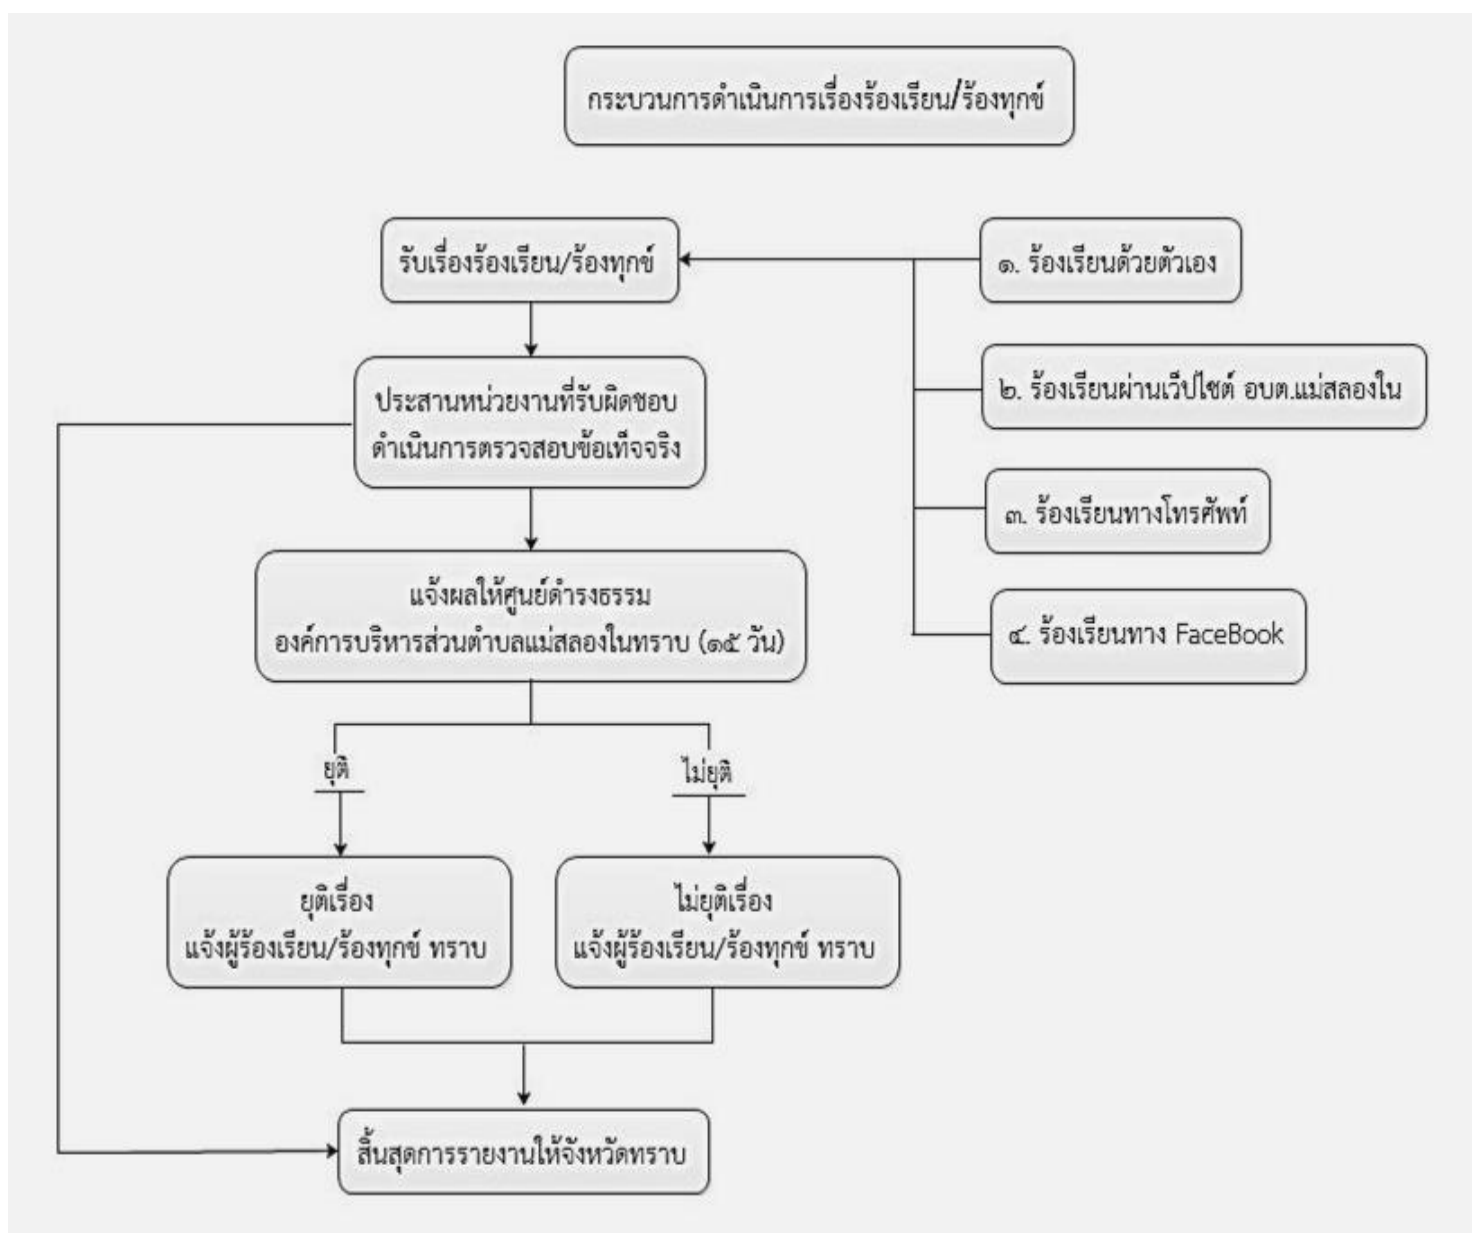 กระบวนการดำเนินการเรื่องร้องเรียน/ร้องทุกข์
รับเรื่องร้องเรียน/ร้องทุกข์
๑. ร้องเรียนด้วยตัวเอง
๒. ร้องเรียนผ่านเว็ปไซต์ อบต.แม่สลองใน
๓. ร้องเรียนทางโทรศัพท์
๔. ร้องเรียนทาง FaceBook
ประสานหน่วยงานที่รับผิดชอบ
ดำเนินการตรวจสอบข้อเท็จจริง
แจ้งผลให้ศูนย์ดำรงธรรม
องค์การบริหารส่วนตำบลแม่สลองในทราบ (๑๕ วัน)
ยุติ
ไม่ยุติ
ยุติเรื่อง
แจ้งผู้ร้องเรียน/ร้องทุกข์ ทราบ
ไม่ยุติเรื่อง
แจ้งผู้ร้องเรียน/ร้องทุกข์ ทราบ
สิ้นสุดการรายงานให้จังหวัดทราบ